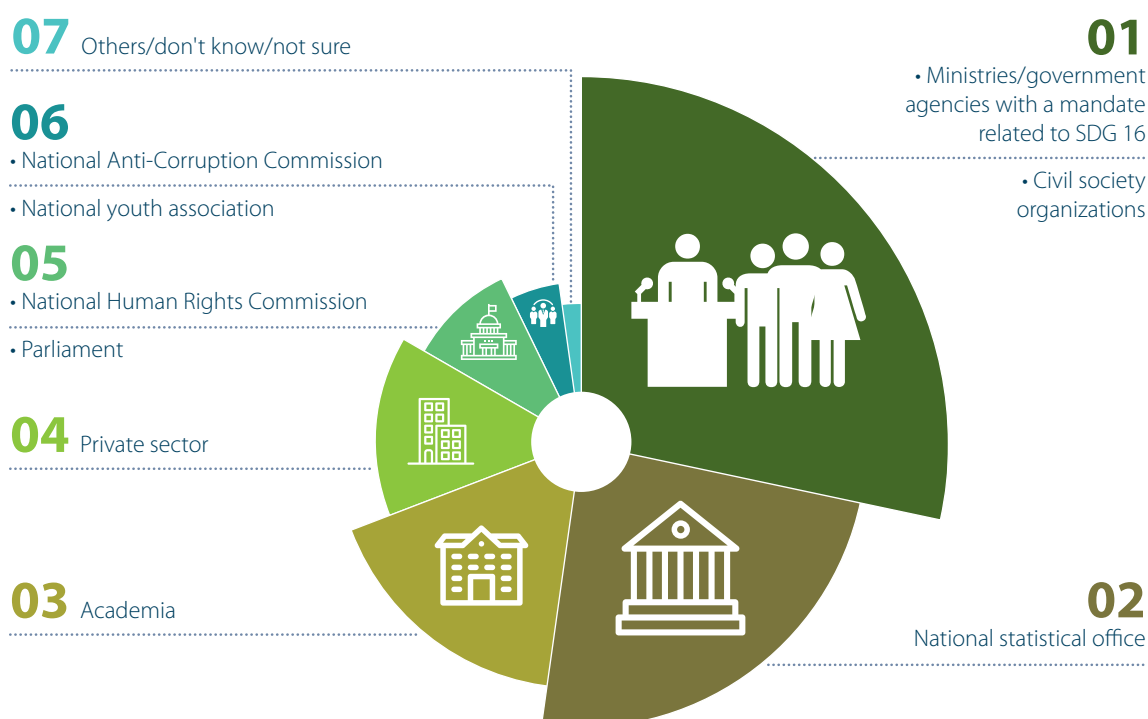 07 Others/don't know/not sure
06
• National Anti-Corruption Commission
• National youth association
05
• National Human Rights Commission
• Parliament
04 Private sector
03 Academia
01
• Ministries/government
agencies with a mandate
related to SDG 16
• Civil society
organizations
02
National statistical office